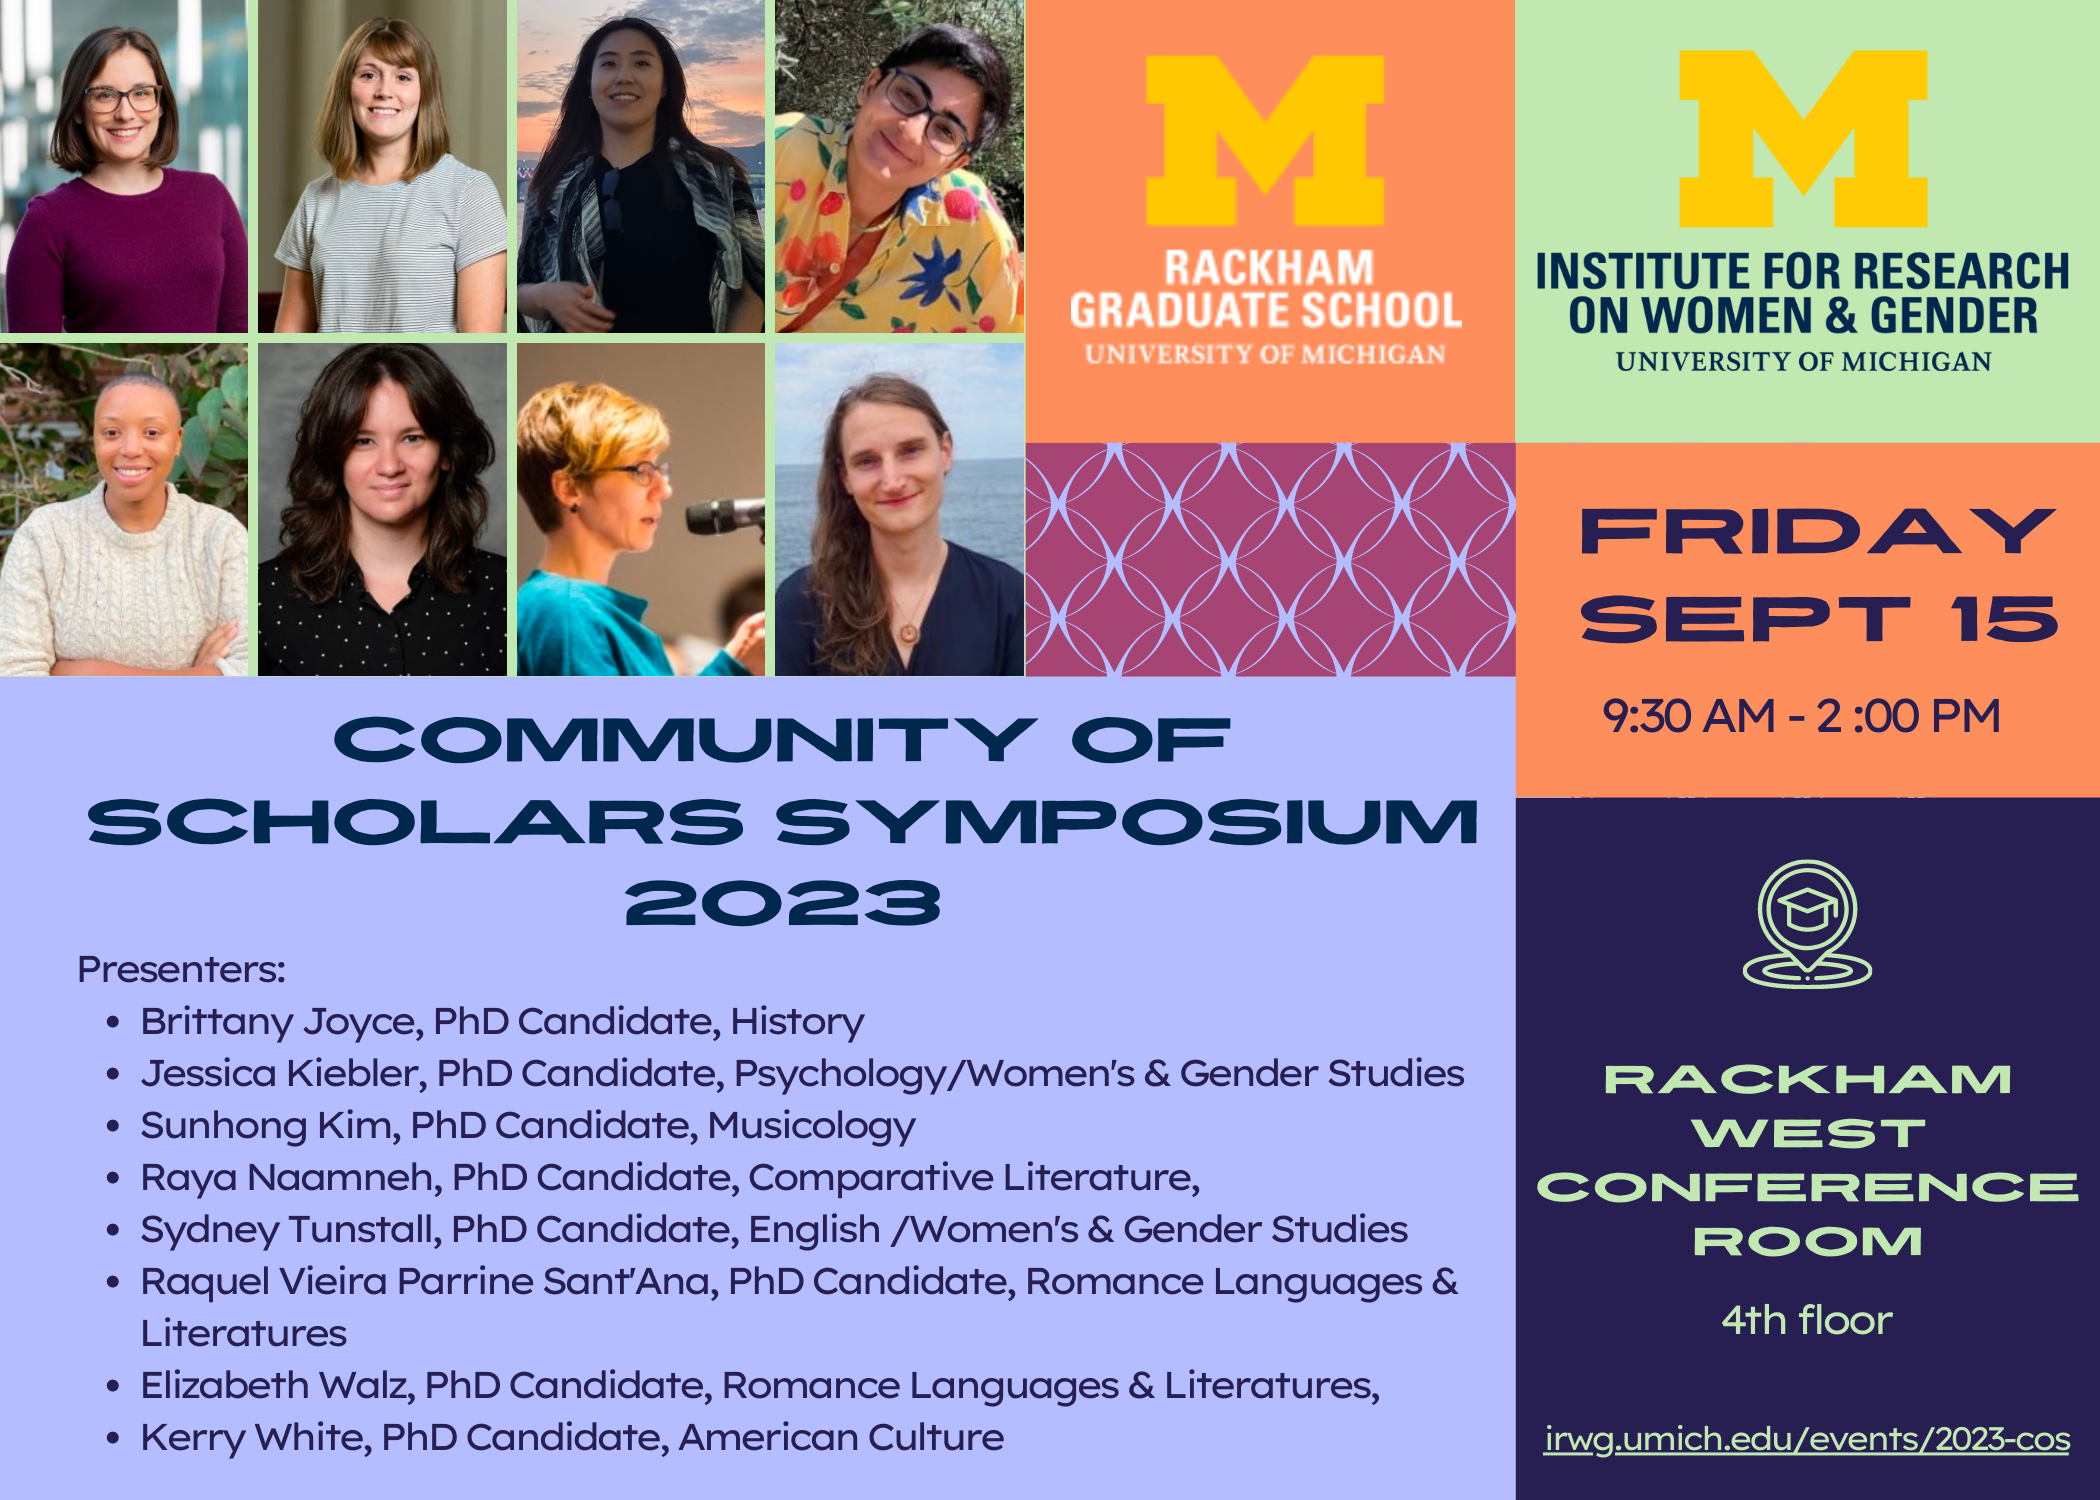 M
RACKHAM
GRADUATE SCHOOL
UNIVERSITY OF MICHIGAN
M
INSTITUTE FOR RESEARCH
ON WOMEN & GENDER
UNIVERSITY OF MICHIGAN
FRIDAY
SEPT 15
9:30 AM - 2 :00 PM
COMMUNITY OF
SCHOLARS SYMPOSIUM
2023
Presenters:
• Brittany Joyce, PhD Candidate, History
• Jessica Kiebler, PhD Candidate, Psychology/Women's & Gender Studies
• Sunhong Kim, PhD Candidate, Musicology
• Raya Naamneh, PhD Candidate, Comparative Literature,
• Sydney Tunstall, PhD Candidate, English /Women's & Gender Studies
• Raquel Vieira Parrine Sant'Ana, PhD Candidate, Romance Languages &
Literatures
• Elizabeth Walz, PhD Candidate, Romance Languages & Literatures,
• Kerry White, PhD Candidate, American Culture
RACKHAM
WEST
CONFERENCE
ROOM
4th floor
irwg.umich.edu/events/2023-cos